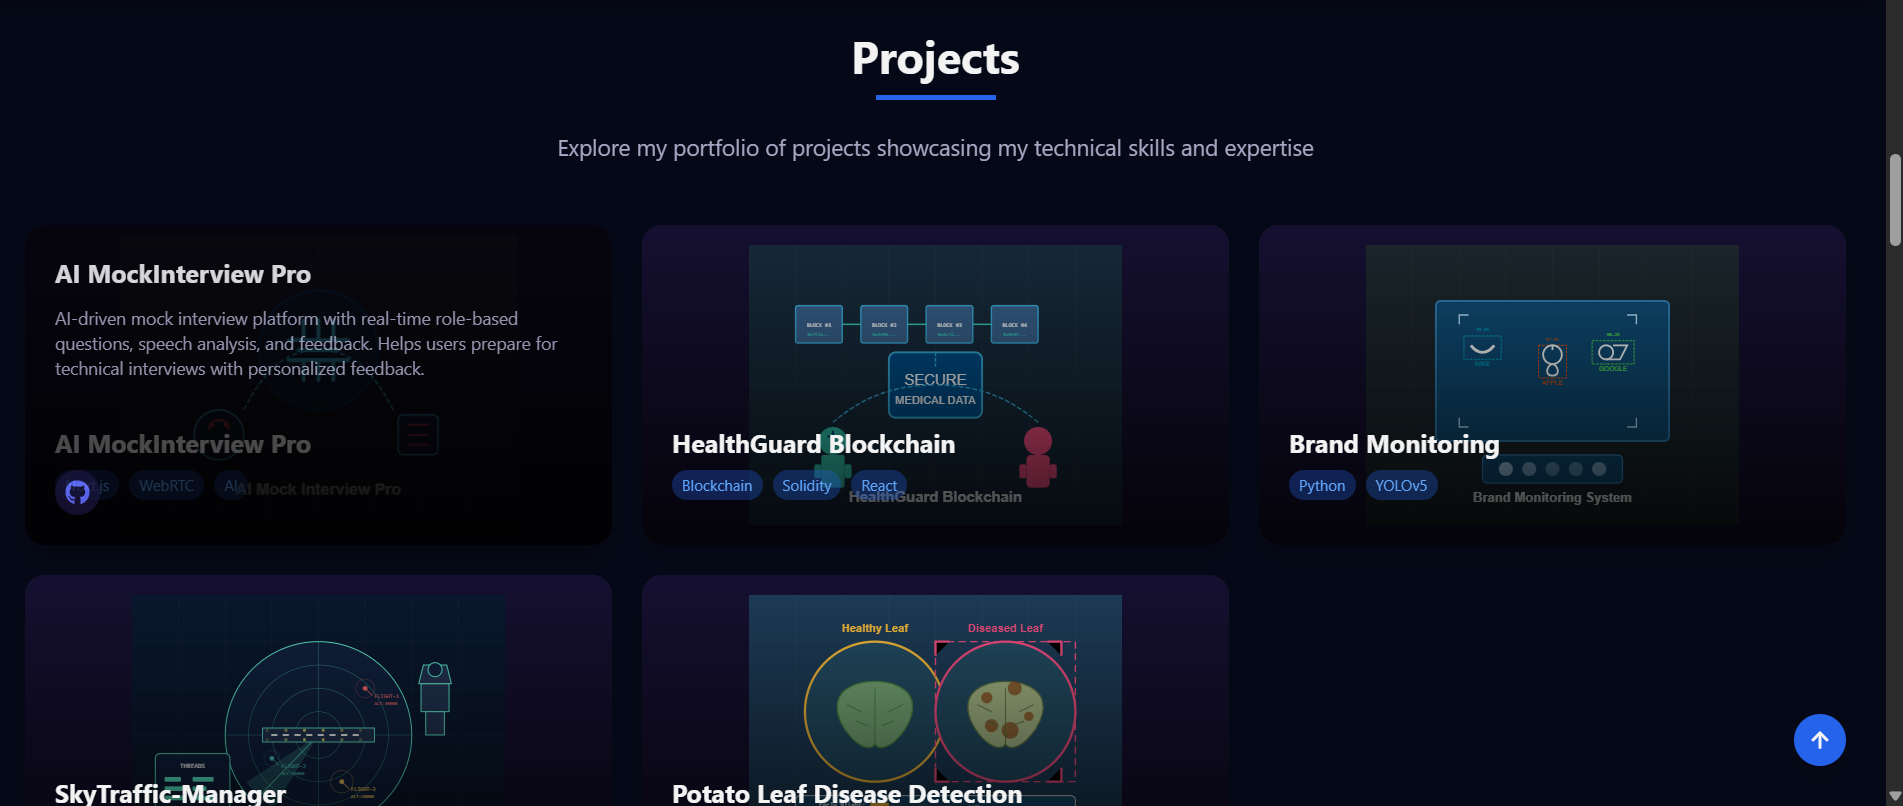 Projects
Explore my portfolio of projects showcasing my technical skills and expertise
AI MockInterview Pro
AI-driven mock interview platform with real-time role-based
questions, speech analysis, and feedback. Helps users prepare for
technical interviews with personalized feedback.
AI MockInterview Pro
WebRTC
AI
AI Mock Interview Pro
BLOCK #1
BLOCK #2
BLOCK #3
BLOCK #4
SECURE
MEDICAL DATA
HealthGuard Blockchain
Blockchain
Solidity
React
HealthGuard Blockchain
NIKE
APPLE
GOOGLE
Brand Monitoring
Python
YOLOv5
Brand Monitoring System
FLIGHT-1
FLIGHT-2
FLIGHT-3
THREADS
SkyTraffic-Manager
Healthy Leaf
Diseased Leaf
Potato Leaf Disease Detection